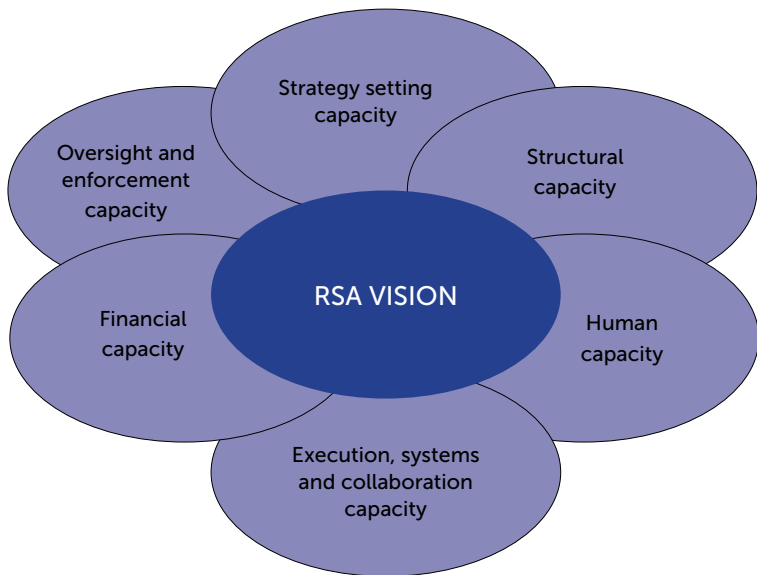 Strategy setting
capacity
Oversight and
enforcement
capacity
Structural
capacity
RSA VISION
Financial
capacity
Human
capacity
Execution, systems
and collaboration
capacity